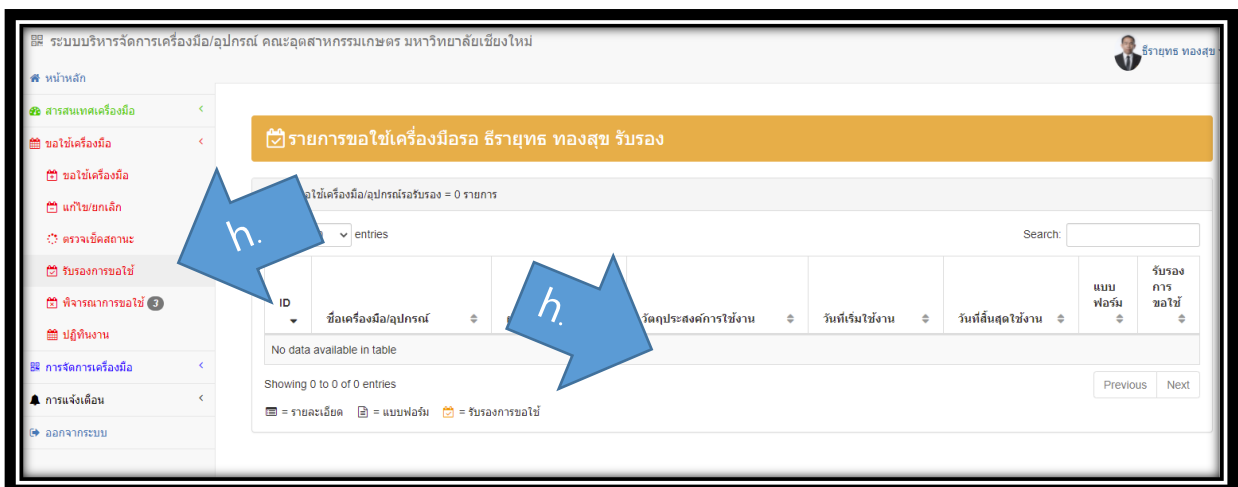 ระบบบริหารจัดการเครื่องมือ/อุปกรณ์ คณะอุตสาหกรรมเกษตร มหาวิทยาลัยเชียงใหม่
ธีรายุทธ ทองสุข
หน้าหลัก
สารสนเทศเครื่องมือ
ขอใช้เครื่องมือ
ขอใช้เครื่องมือ
แก้ไข/ยกเลิก
ตรวจเช็คสถานะ
รับรองการขอใช้
พิจารณาการขอใช้ 3
ปฏิทินงาน
การจัดการเครื่องมือ
การแจ้งเตือน
ออกจากระบบ
รายการขอใช้เครื่องมือรอ ธีรายุทธ ทองสุข รับรอง
อใช้เครื่องมือ/อุปกรณ์รอรับรอง = 0 รายการ
entries
Search:
h.
h.
ID
ชื่อเครื่องมือ/อุปกรณ์
วัตถุประสงค์การใช้งาน
วันที่เริ่มใช้งาน
วันที่สิ้นสุดใช้งาน
แบบ
ฟอร์ม
รับรอง
การ
ขอใช้
No data available in table
Showing 0 to 0 of 0 entries
Previous Next
= รายละเอียด = แบบฟอร์ม = รับรองการขอใช้